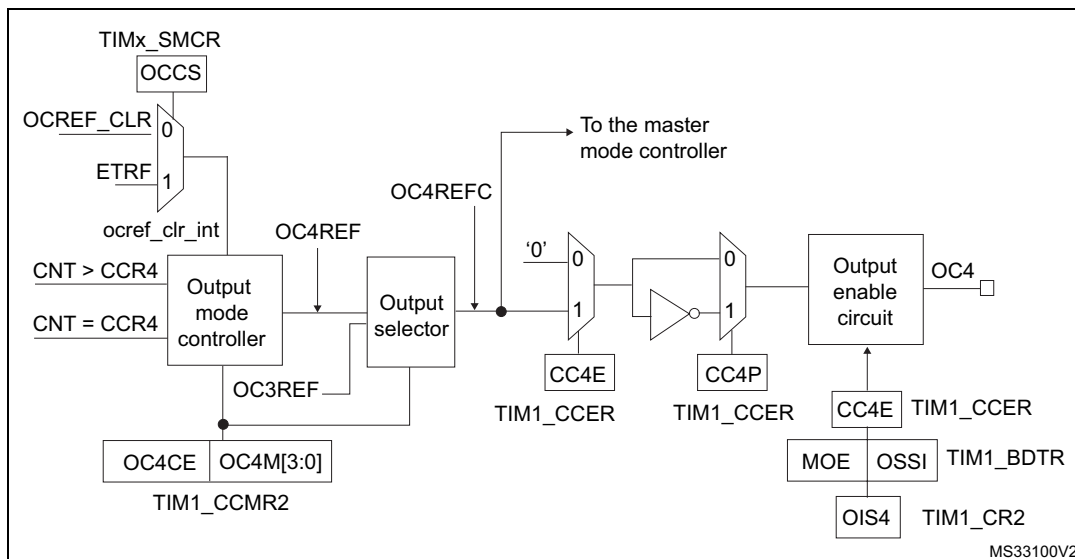 TIMx_SMCR
OCCS
OCREF_CLR
0
ETRF
1
ocref_clr_int
To the master
mode controller
OC4REFC
OC4REF
CNT > CCR4
CNT = CCR4
Output
mode
controller
Output
selector
OC3REF
‘0’
0
1
CC4E
TIM1_CCER
0
1
CC4P
TIM1_CCER
Output
enable
circuit
OC4
CC4E
TIM1_CCER
MOE
OSSI
TIM1_BDTR
OIS4
TIM1_CR2
OC4CE
OC4M[3:0]
TIM1_CCMR2
MS33100V2